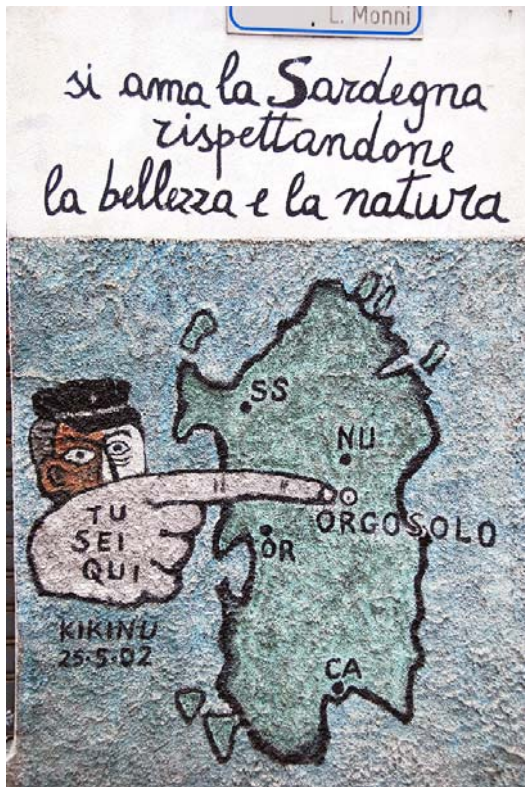 L. Monni
si ama la Sardegna
rispettandone
la bellezza e la natura
SS
NU
ORGOSOLO
OR
TU
SEI
QUI
KIKINU
25·5·02
CA